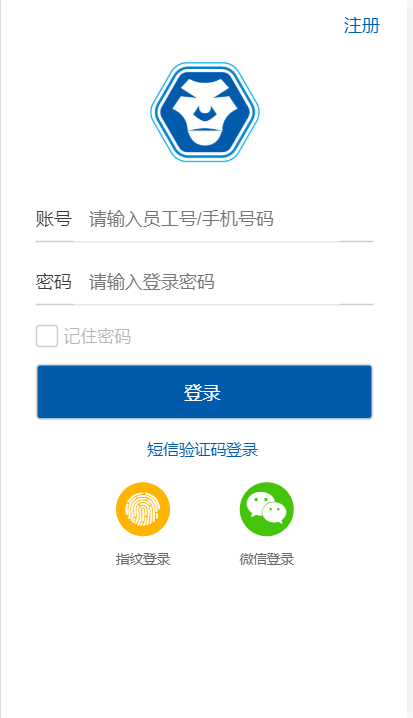 注册
账号 请输入员工号/手机号码
密码 请输入登录密码
记住密码
登录
短信验证码登录
指纹登录 微信登录